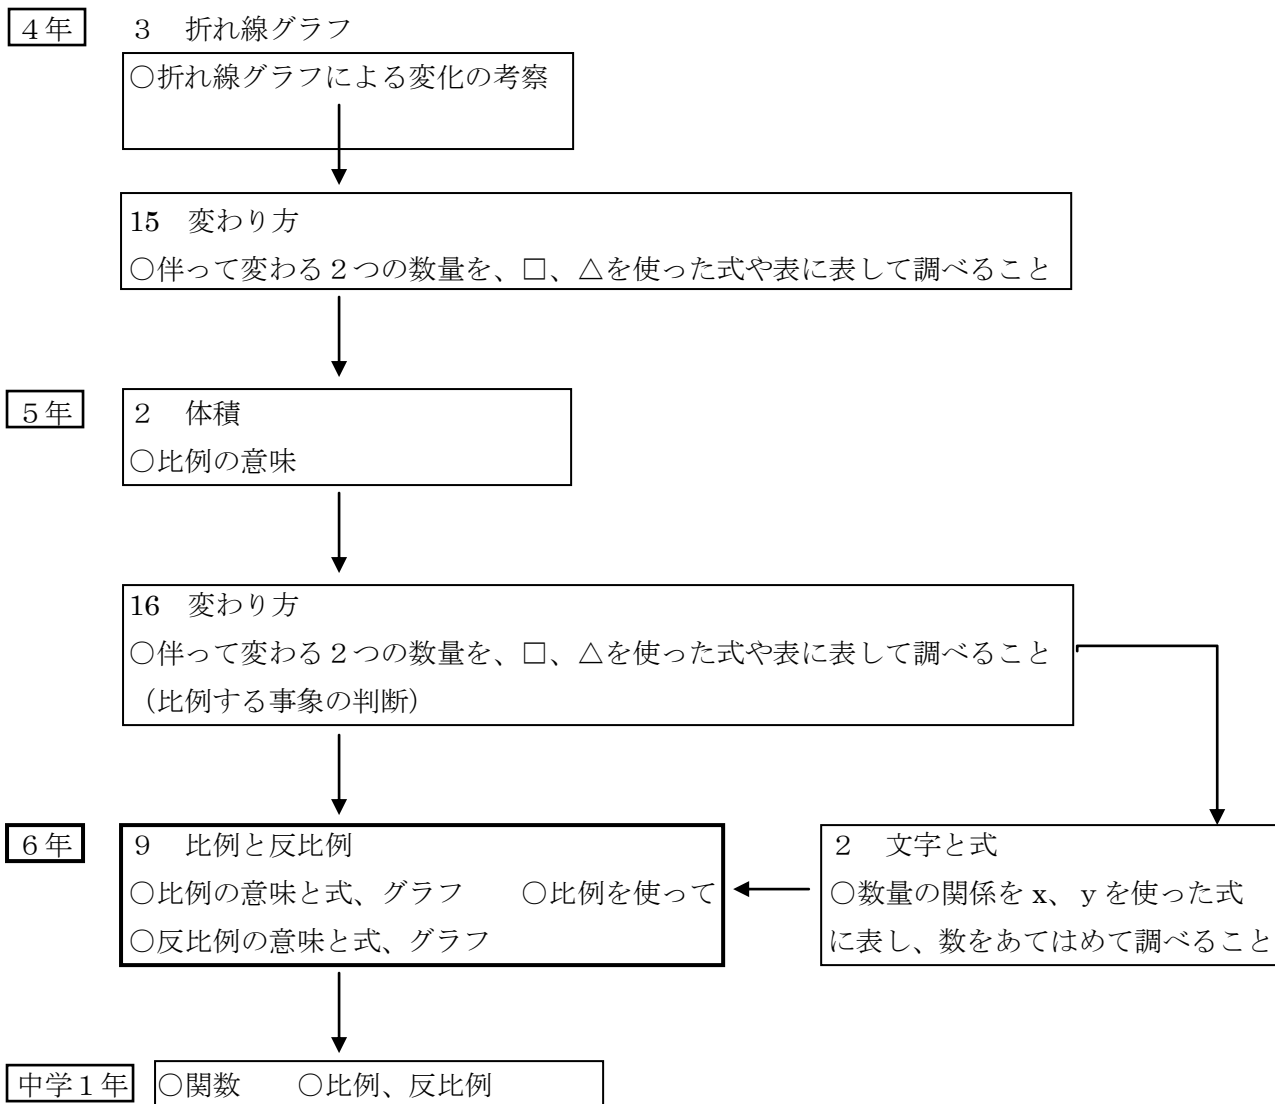 4年 3 折れ線グラフ
○折れ線グラフによる変化の考察
15 変わり方
○伴って変わる2つの数量を、□、△を使った式や表に表して調べること
5年 2 体積
○比例の意味
16 変わり方
○伴って変わる2つの数量を、□、△を使った式や表に表して調べること
(比例する事象の判断)
6年 9 比例と反比例
○比例の意味と式、グラフ ○比例を使って
○反比例の意味と式、グラフ
2 文字と式
○数量の関係を x、yを使った式
に表し、数をあてはめて調べること
中学1年 ○関数 ○比例、反比例